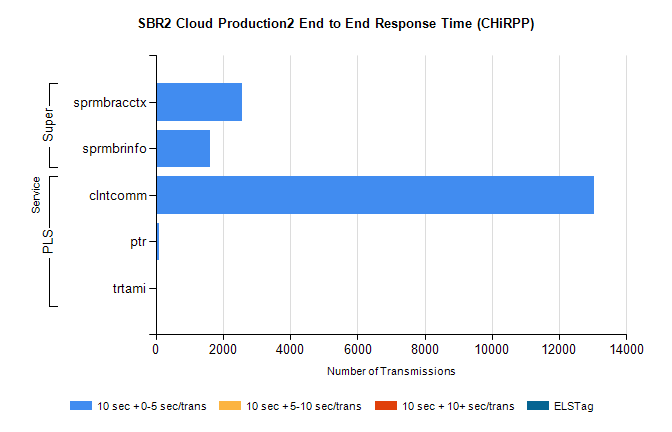 SBR2 Cloud Production2 End to End Response Time (CHiRPP)
Service
Super
sprmbracctx
sprmbrinfo
PLS
clntcomm
ptr
trtami
0 2000 4000 6000 8000 10000 12000 14000
Number of Transmissions
10 sec +0-5 sec/trans 10 sec +5-10 sec/trans 10 sec + 10+ sec/trans ELSTag